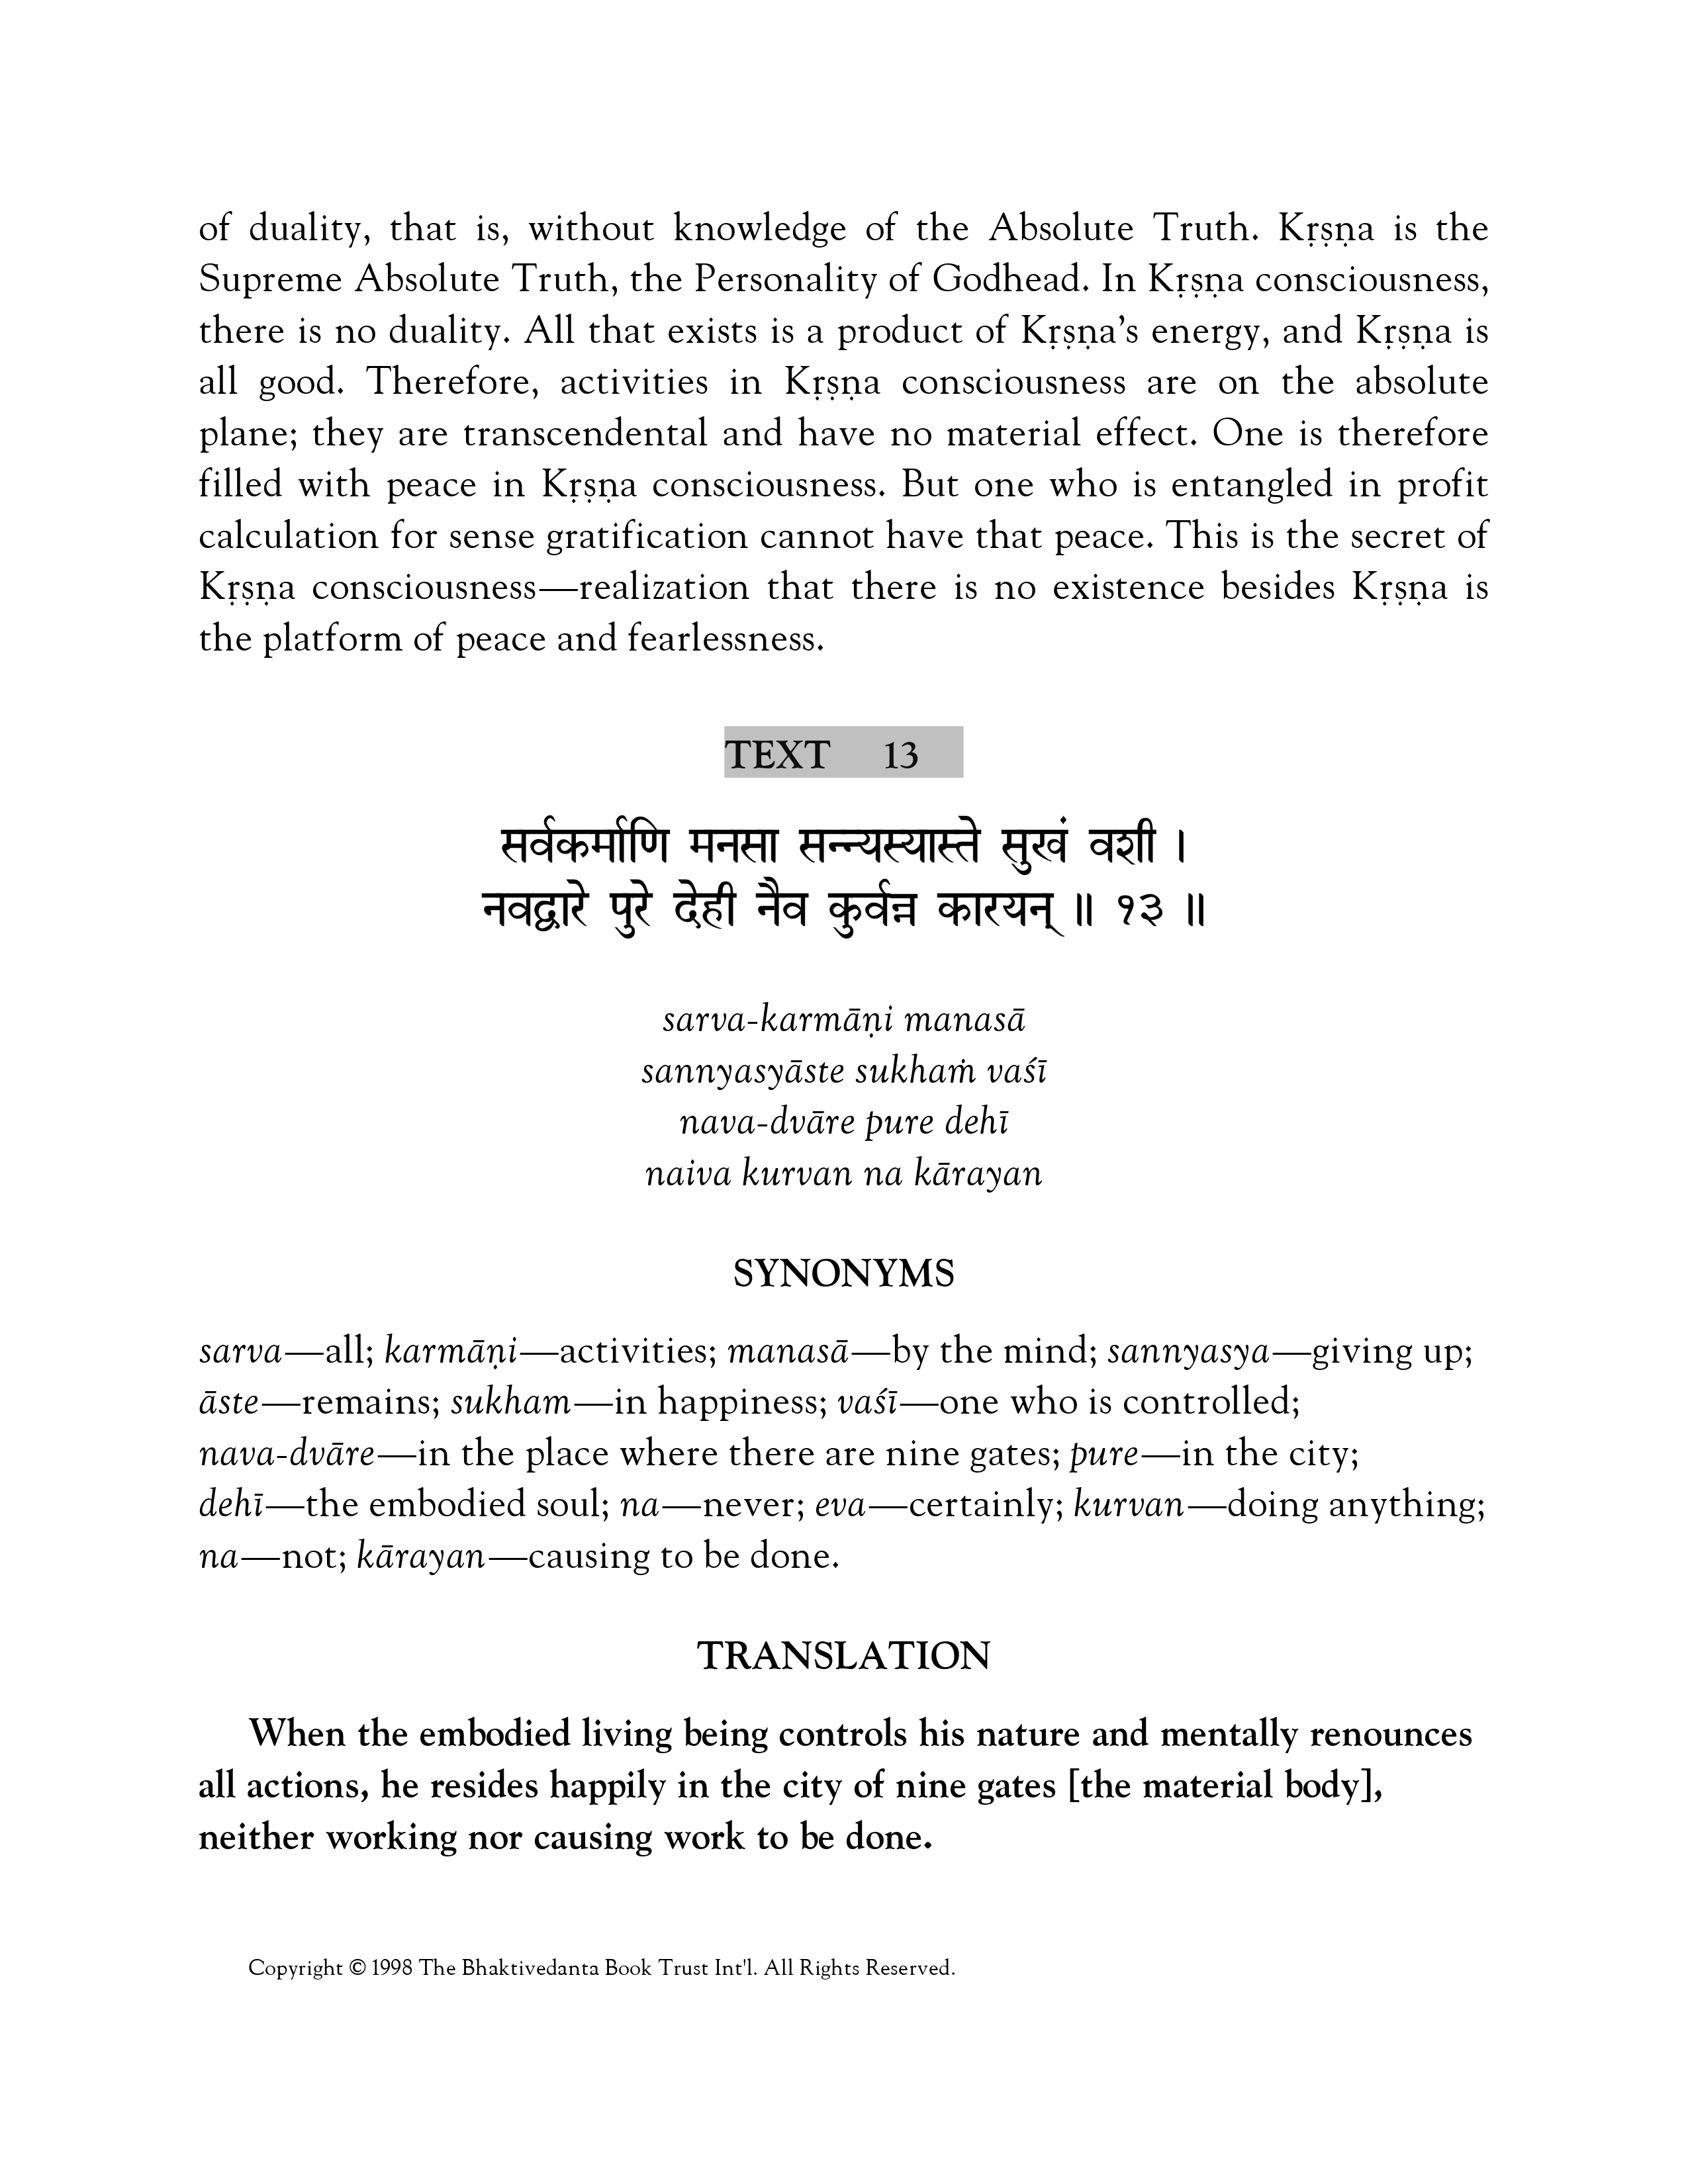 of duality, that is, without knowledge of the Absolute Truth. Kṛṣṇa is the
Supreme Absolute Truth, the Personality of Godhead. In Kṛṣṇa consciousness,
there is no duality. All that exists is a product of Kṛṣṇa’s energy, and Kṛṣṇa is
all good. Therefore, activities in Kṛṣṇa consciousness are on the absolute
plane; they are transcendental and have no material effect. One is therefore
filled with peace in Kṛṣṇa consciousness. But one who is entangled in profit
calculation for sense gratification cannot have that peace. This is the secret of
Kṛṣṇa consciousness—realization that there is no existence besides Kṛṣṇa is
the platform of peace and fearlessness.
TEXT 13
सर्वकर्माणि मनसा सन्न्यस्यास्ते सुखं वशी ।
नवद्वारे पुरे देही नैव कुर्वन्न कारयन् ॥ १३ ॥
sarva-karmāṇi manasā
sannyasyāste sukhaṁ vaśī
nava-dvāre pure dehī
naiva kurvan na kārayan
SYNONYMS
sarva—all; karmāṇi—activities; manasā—by the mind; sannyasya—giving up;
āste—remains; sukham—in happiness; vaśī—one who is controlled;
nava-dvāre—in the place where there are nine gates; pure—in the city;
dehī—the embodied soul; na—never; eva—certainly; kurvan—doing anything;
na—not; kārayan—causing to be done.
TRANSLATION
When the embodied living being controls his nature and mentally renounces
all actions, he resides happily in the city of nine gates [the material body],
neither working nor causing work to be done.
Copyright © 1998 The Bhaktivedanta Book Trust Int'l. All Rights Reserved.